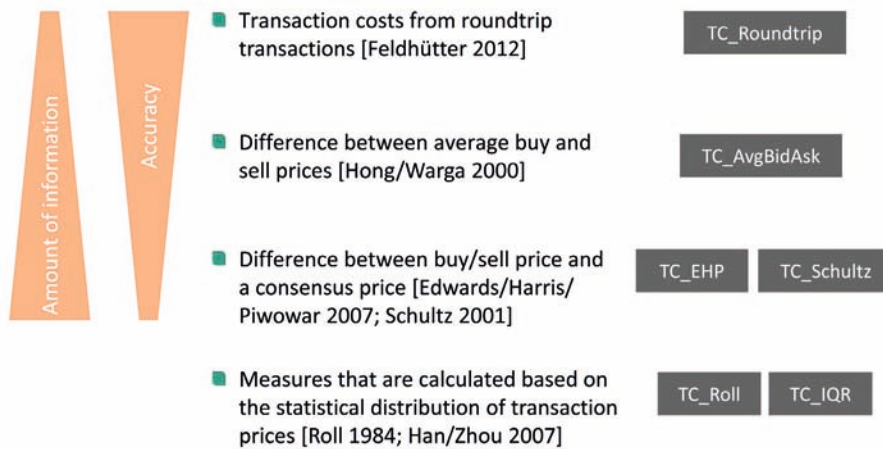 Amount of information
Accuracy
Transaction costs from roundtrip
transactions [Feldhütter 2012]
TC_Roundtrip
Difference between average buy and
sell prices [Hong/Warga 2000]
TC_AvgBidAsk
Difference between buy/sell price and
a consensus price [Edwards/Harris/
Piwowar 2007; Schultz 2001]
TC_EHP
TC_Schultz
Measures that are calculated based on
the statistical distribution of transaction
prices [Roll 1984; Han/Zhou 2007]
TC_Roll
TC_IQR